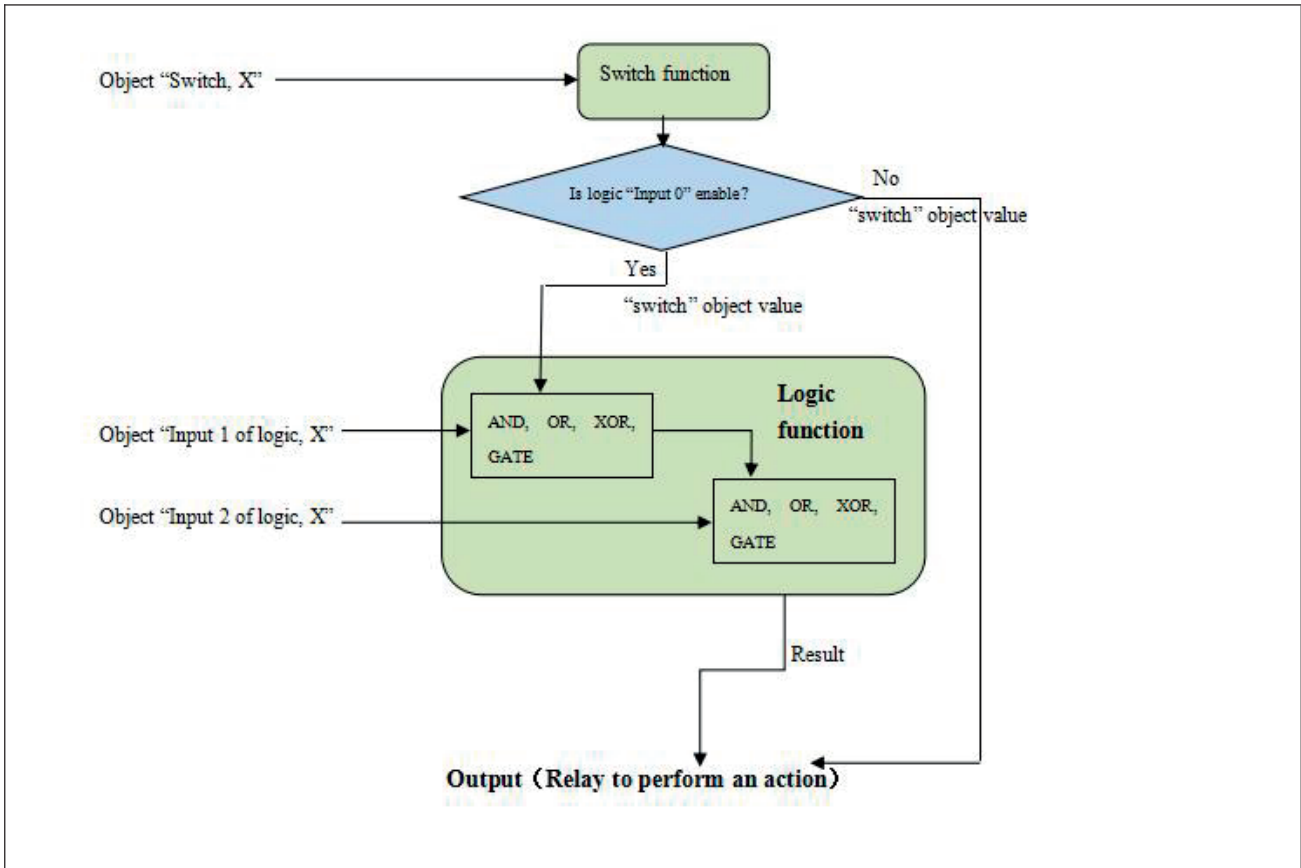 Switch function
Object “Switch, X”
Is logic “Input 0” enable?
No
“switch” object value
Yes
“switch” object value
Logic
function
AND, OR, XOR,
GATE
Object “Input 1 of logic, X”
AND, OR, XOR,
GATE
Object “Input 2 of logic, X”
Result
Output（Relay to perform an action）